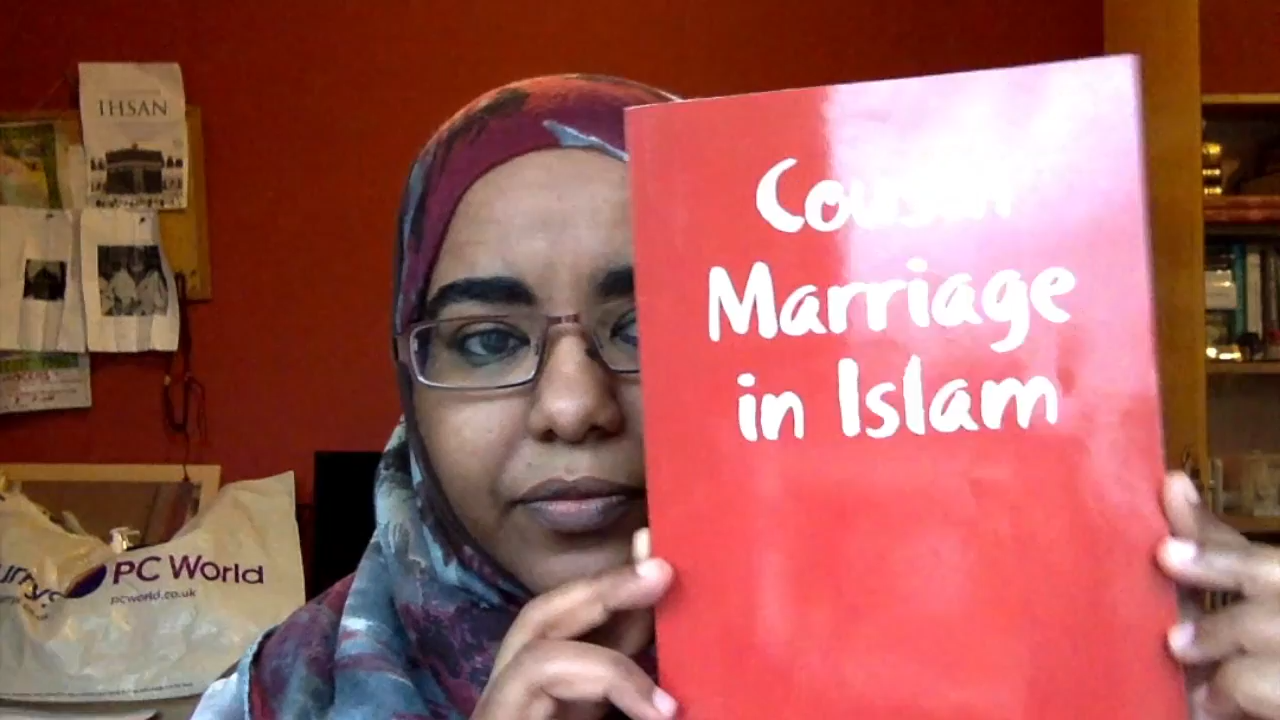 IHSAN
Cousin
Marriage
in Islam
PC World
pcworld.co.uk